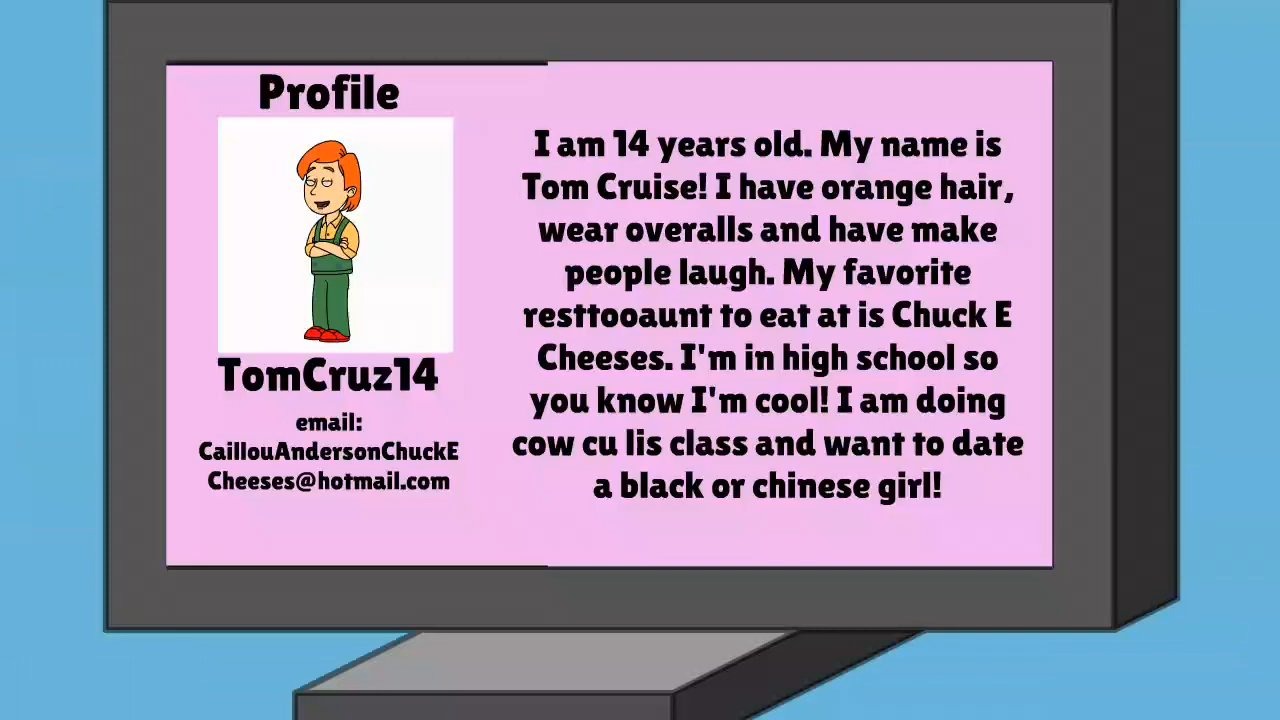 Profile
TomCruz14
email:
CaillouAndersonChuckE
Cheeses@hotmail.com
I am 14 years old. My name is
Tom Cruise! I have orange hair,
wear overalls and have make
people laugh. My favorite
resttooaunt to eat at is Chuck E
Cheeses. I'm in high school so
you know I'm cool! I am doing
cow cu lis class and want to date
a black or chinese girl!